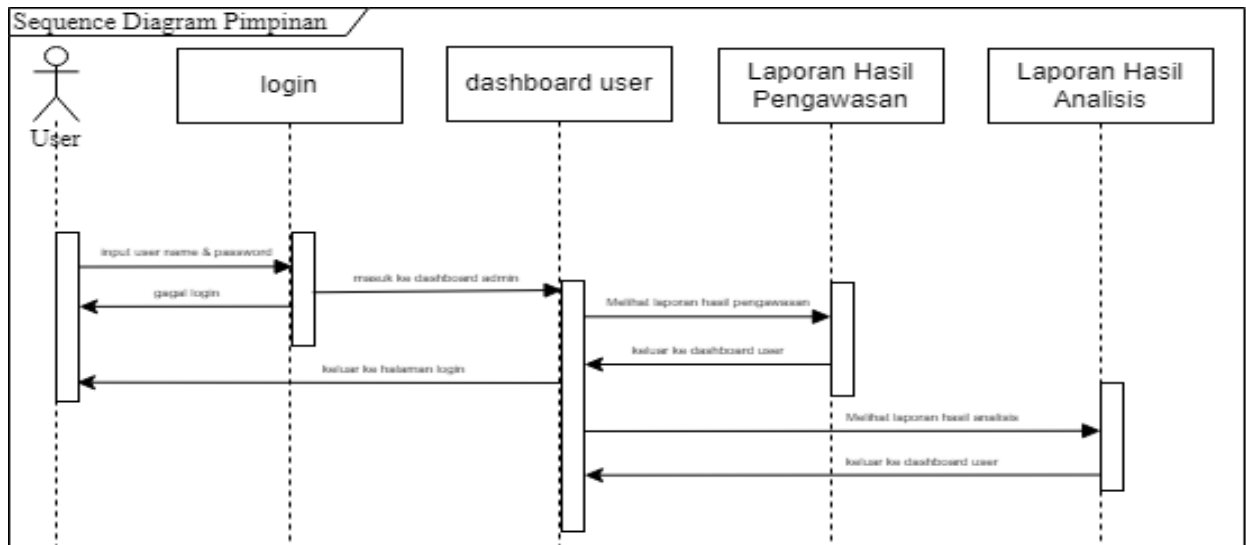 Sequence Diagram Pimpinan
User
login
dashboard user
Laporan Hasil
Pengawasan
Laporan Hasil
Analisis
input user name & password
masuk ke dashboard admin
gagal login
Melihat laporan hasil pengawasan
keluar ke dashboard user
keluar ke halaman login
Melihat laporan hasil analisis
keluar ke dashboard user